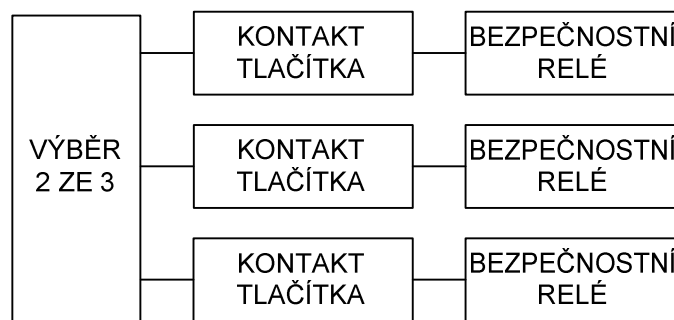 VÝBĚR
2 ZE 3
KONTAKT
TLAČÍTKA
BEZPEČNOSTNÍ
RELÉ
KONTAKT
TLAČÍTKA
BEZPEČNOSTNÍ
RELÉ
KONTAKT
TLAČÍTKA
BEZPEČNOSTNÍ
RELÉ